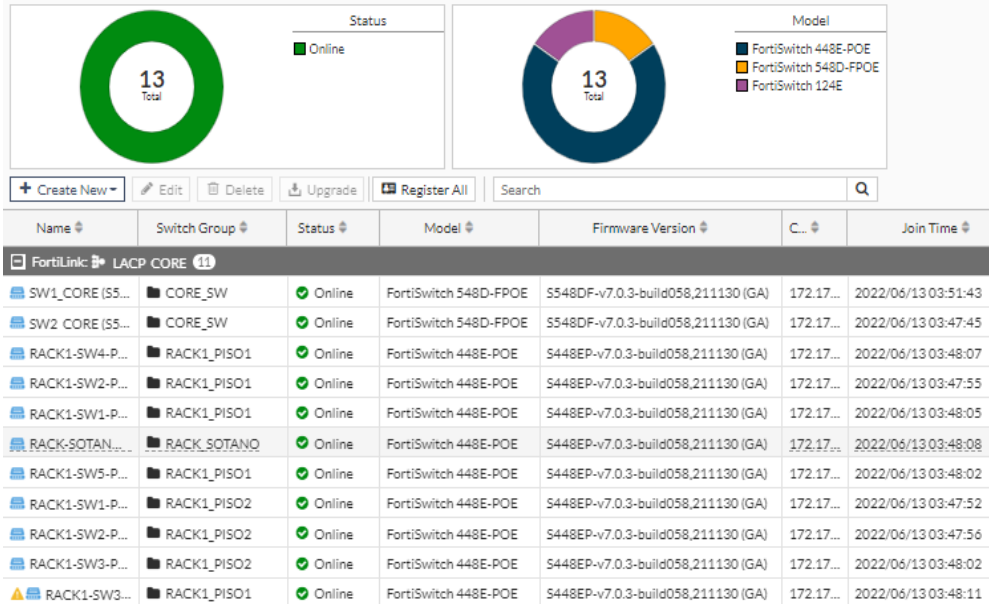 Status
Online
13
Total
Model
FortiSwitch 448E-POE
FortiSwitch 548D-FPOE
FortiSwitch 124E
13
Total
+ Create New Edit Delete Upgrade Register All Search
Name Switch Group Status Model Firmware Version C... Join Time
FortiLink: LACP CORE 11
SW1_CORE (S5... CORE_SW Online FortiSwitch 548D-FPOE S548DF-v7.0.3-build058,211130 (GA) 172.17... 2022/06/13 03:51:43
SW2 CORE (S5... CORE_SW Online FortiSwitch 548D-FPOE S548DF-v7.0.3-build058,211130 (GA) 172.17... 2022/06/13 03:47:45
RACK1-SW4-P... RACK1_PISO1 Online FortiSwitch 448E-POE S448EP-v7.0.3-build058,211130 (GA) 172.17... 2022/06/13 03:48:07
RACK1-SW2-P... RACK1_PISO1 Online FortiSwitch 448E-POE S448EP-v7.0.3-build058,211130 (GA) 172.17... 2022/06/13 03:47:55
RACK1-SW1-P... RACK1_PISO1 Online FortiSwitch 448E-POE S448EP-v7.0.3-build058,211130 (GA) 172.17... 2022/06/13 03:48:05
RACK-SOTAN... RACK_SOTANO Online FortiSwitch 448E-POE S448EP-v7.0.3-build058,211130 (GA) 172.17... 2022/06/13 03:48:08
RACK1-SW5-P... RACK1_PISO1 Online FortiSwitch 448E-POE S448EP-v7.0.3-build058,211130 (GA) 172.17... 2022/06/13 03:48:02
RACK1-SW1-P... RACK1_PISO2 Online FortiSwitch 448E-POE S448EP-v7.0.3-build058,211130 (GA) 172.17... 2022/06/13 03:47:52
RACK1-SW2-P... RACK1_PISO2 Online FortiSwitch 448E-POE S448EP-v7.0.3-build058,211130 (GA) 172.17... 2022/06/13 03:47:56
RACK1-SW3-P... RACK1_PISO2 Online FortiSwitch 448E-POE S448EP-v7.0.3-build058,211130 (GA) 172.17... 2022/06/13 03:48:02
RACK1-SW3... RACK1_PISO1 Online FortiSwitch 448E-POE S448EP-v7.0.3-build058,211130 (GA) 172.17... 2022/06/13 03:48:11